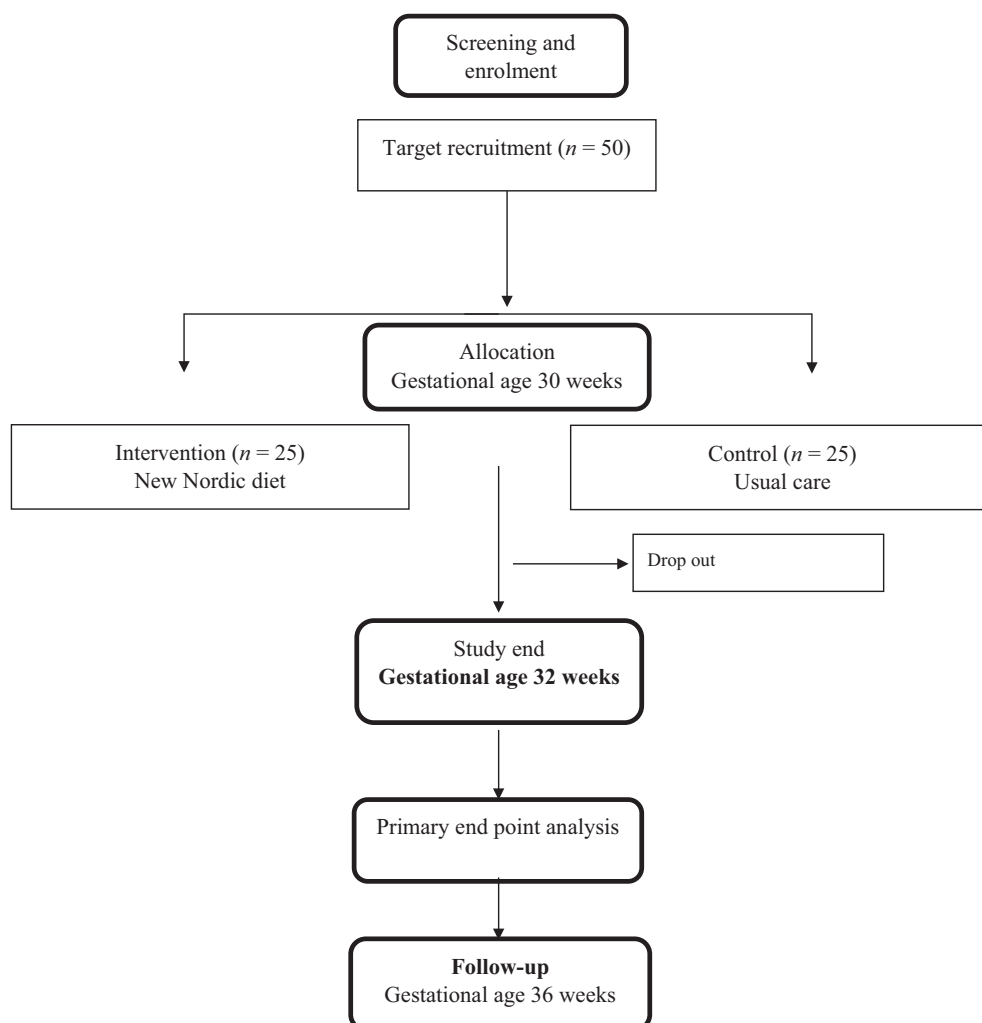 Screening and
enrolment
Target recruitment (n = 50)
Allocation
Gestational age 30 weeks
Intervention (n = 25)
New Nordic diet
Control (n = 25)
Usual care
Drop out
Study end
Gestational age 32 weeks
Primary end point analysis
Follow-up
Gestational age 36 weeks